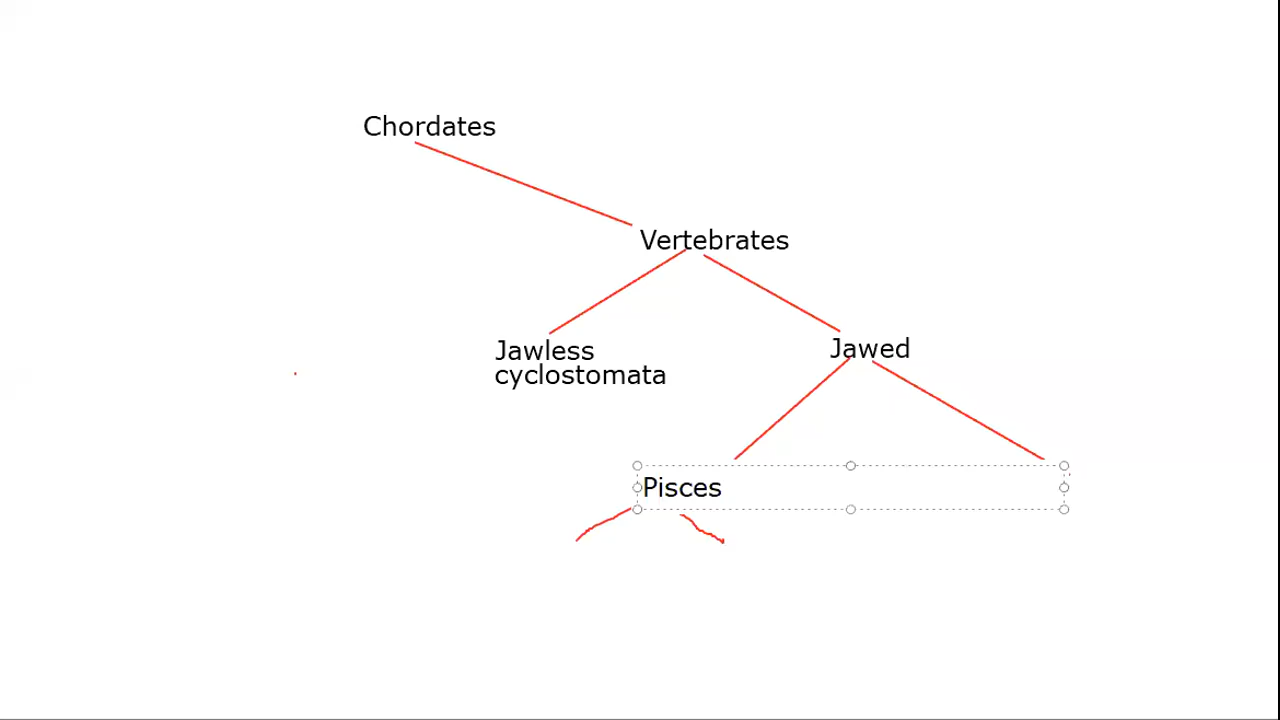 Chordates
Vertebrates
Jawless
cyclostomata
Jawed
Pisces